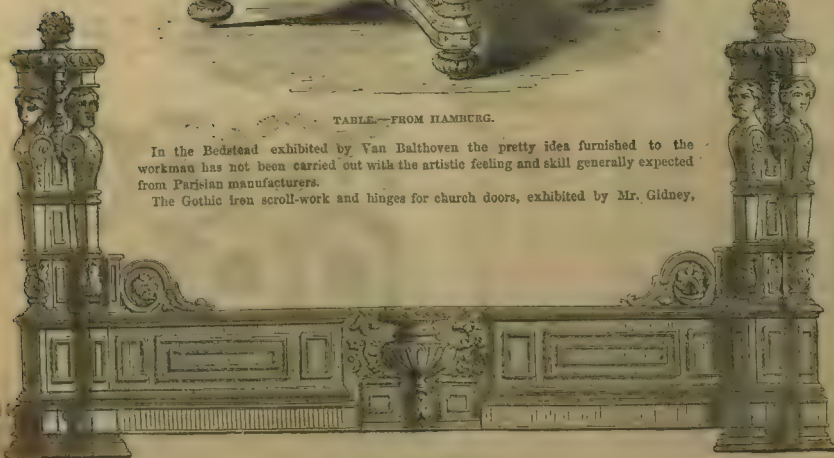 TABLE.—FROM HAMBURG.
In the Bedstead exhibited by Van Balthoven the pretty idea furnished to the
workman has not been carried out with the artistic feeling and skill generally expected
from Parisian manufacturers.
The Gothic iron scroll-work and hinges for church doors, exhibited by Mr. Gidney,